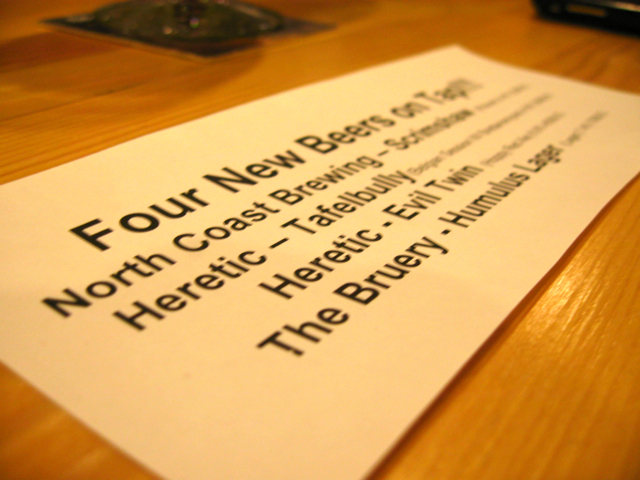 Four New Beers on Tap!!!
North Coast Brewing – Scrimshaw
Heretic – Tafelbully
Heretic - Evil Twin
The Bruery - Humulus Lager